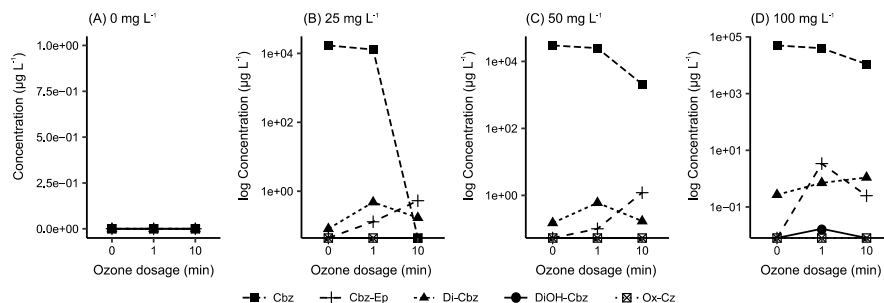 (A) 0 mg L⁻¹
(B) 25 mg L⁻¹
(C) 50 mg L⁻¹
(D) 100 mg L⁻¹
Concentration (μg L⁻¹)
1.0e+00
7.5e−01
5.0e−01
2.5e−01
0.0e+00
0 1 10
Ozone dosage (min)
log Concentration (μg L⁻¹)
1e+04
1e+02
1e+00
0 1 10
Ozone dosage (min)
log Concentration (μg L⁻¹)
1e+04
1e+02
1e+00
0 1 10
Ozone dosage (min)
log Concentration (μg L⁻¹)
1e+05
1e+03
1e+01
1e−01
0 1 10
Ozone dosage (min)
Cbz Cbz−Ep Di−Cbz DiOH−Cbz Ox−Cz